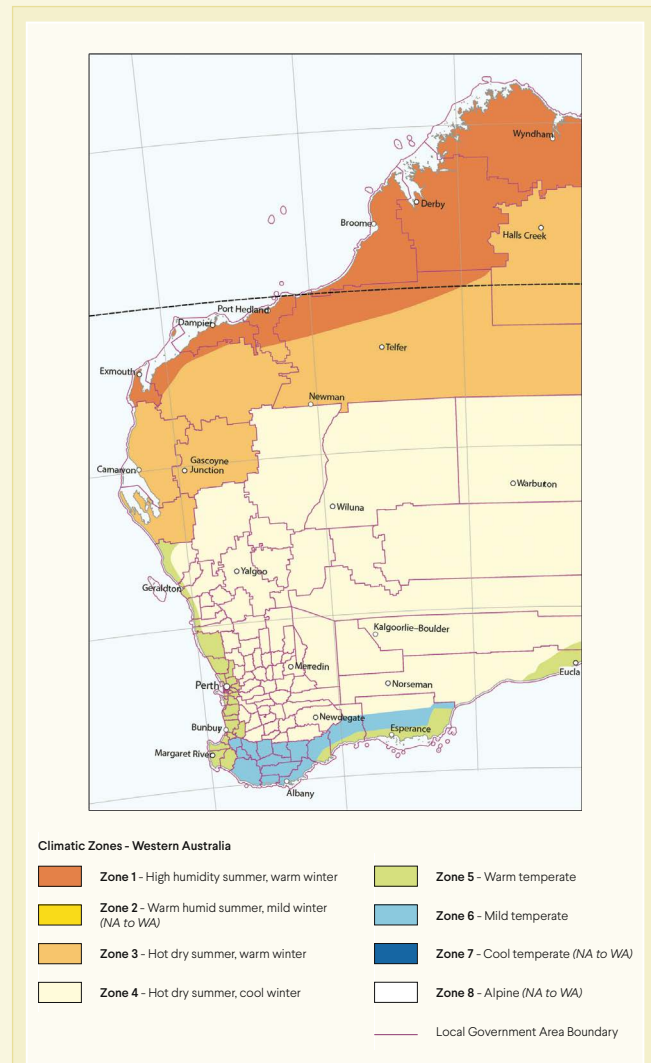 Wyndham
Derby
Broome
Halls Creek
Port Hedland
Dampier
Telfer
Exmouth
Newman
Gascoyne
Junction
Carnarvon
Warburton
Wiluna
Yalgoo
Geraldton
Kalgoorlie–Boulder
Merredin
Eucla
Perth
Norseman
Newdegate
Bunbuy
Esperance
Margaret River
Albany
Climatic Zones - Western Australia
Zone 1 - High humidity summer, warm winter
Zone 2 - Warm humid summer, mild winter
(NA to WA)
Zone 3 - Hot dry summer, warm winter
Zone 4 - Hot dry summer, cool winter
Zone 5 - Warm temperate
Zone 6 - Mild temperate
Zone 7 - Cool temperate (NA to WA)
Zone 8 - Alpine (NA to WA)
Local Government Area Boundary